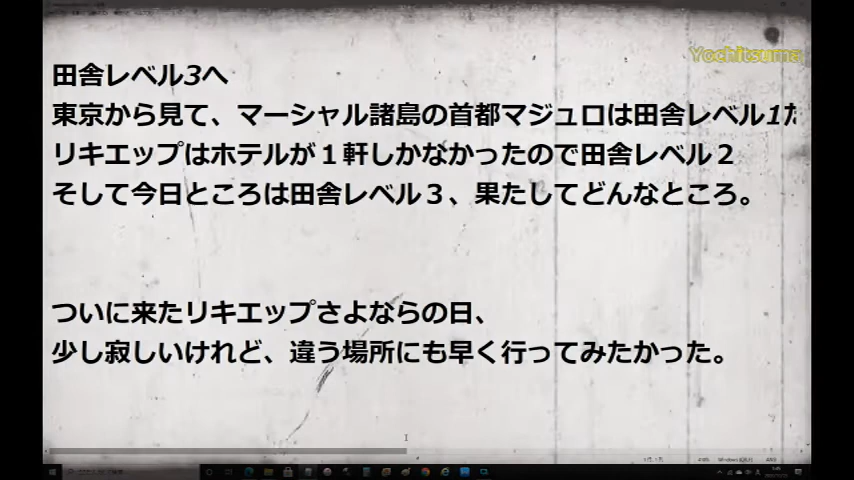 Yochitsuma
田舎レベル3へ
東京から見て、マーシャル諸島の首都マジュロは田舎レベル1だ
リキエップはホテルが１軒しかなかったので田舎レベル２
そして今日ところは田舎レベル３、果たしてどんなところ。
ついに来たリキエップさよならの日、
少し寂しいけれど、違う場所にも早く行ってみたかった。